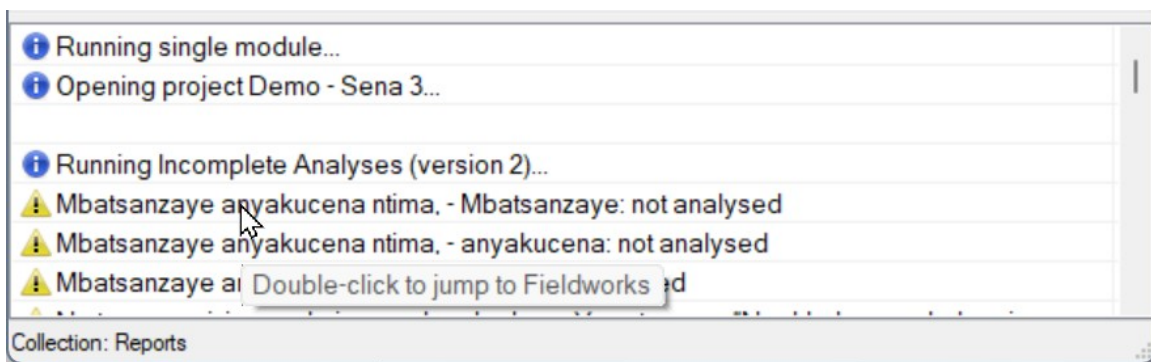 Running single module...
Opening project Demo - Sena 3...
Running Incomplete Analyses (version 2)...
Mbatsanzaye anyakucena ntima, - Mbatsanzaye: not analysed
Mbatsanzaye anyakucena ntima, - anyakucena: not analysed
Mbatsanzaye
Double-click to jump to Fieldworks
Collection: Reports